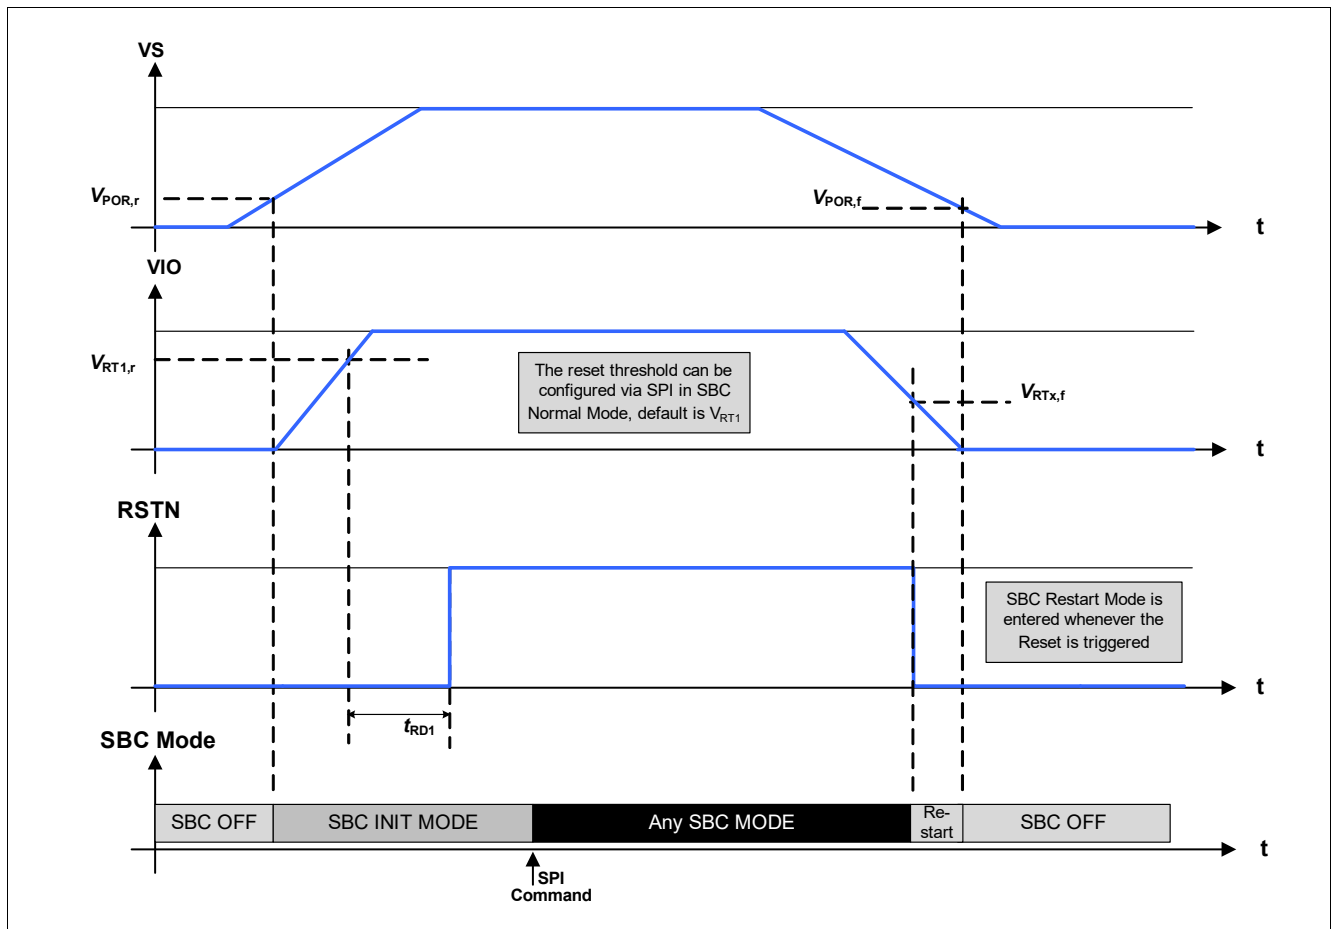 VS
VPOR,r
VPOR,f
t
VIO
VRT1,r
The reset threshold can be
configured via SPI in SBC
Normal Mode, default is VRT1
VRTx,f
t
RSTN
SBC Restart Mode is
entered whenever the
Reset is triggered
t
tRD1
SBC Mode
SBC OFF
SBC INIT MODE
Any SBC MODE
Re-
start
SBC OFF
t
SPI
Command